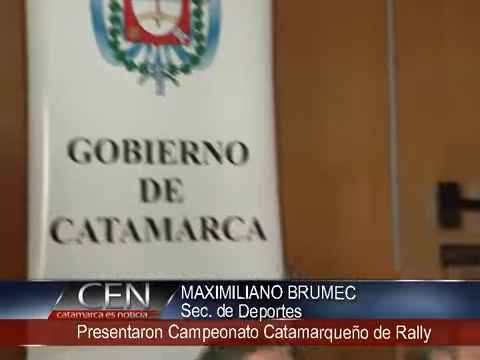 GOBIERNO
DE
CATAMARCA
CEN
catamarca es noticia
MAXIMILIANO BRUMEC
Sec. de Deportes
Presentaron Campeonato Catamarqueño de Rally